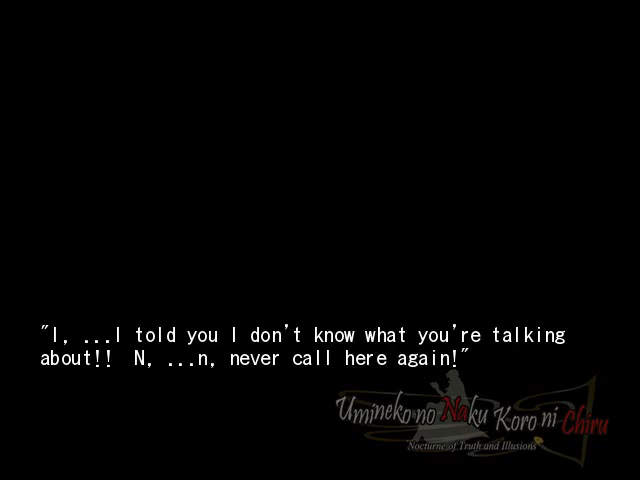 "I, ...I told you I don't know what you're talking
about!!  N, ...n, never call here again!"
Umineko no Naku Koro ni Chiru
Nocturne of Truth and Illusions